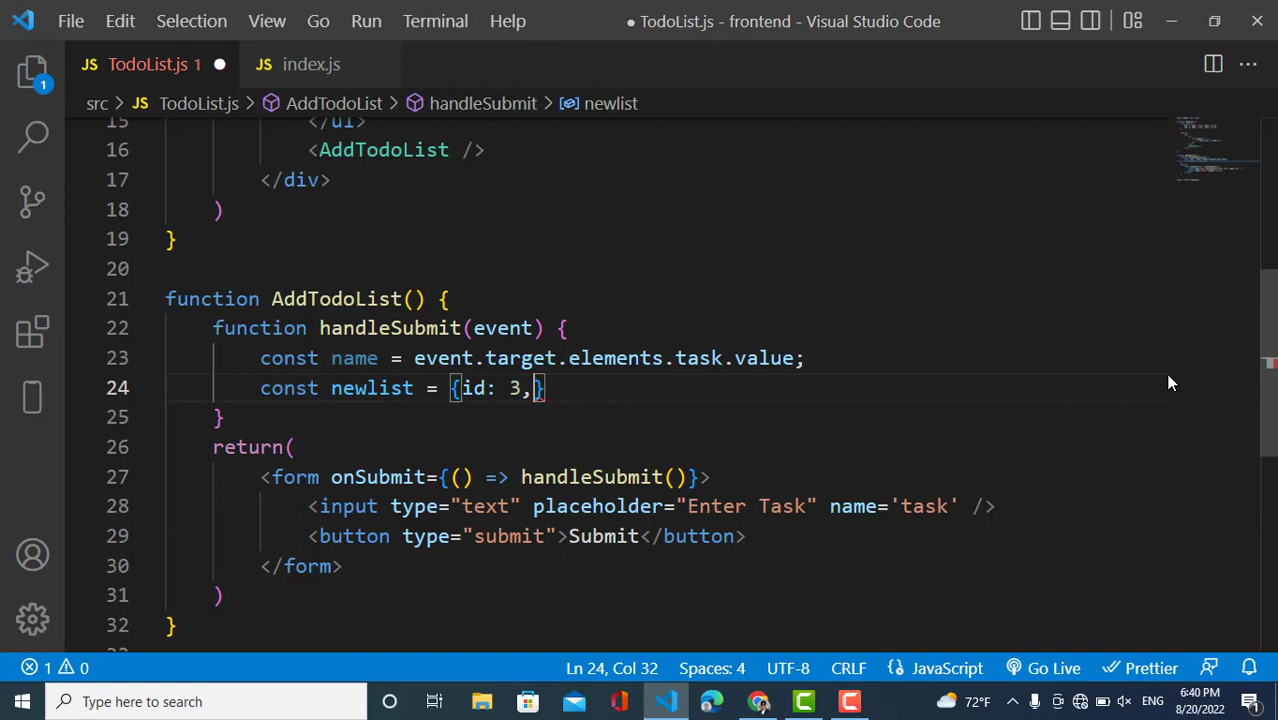 File Edit Selection View Go Run Terminal Help ● TodoList.js - frontend - Visual Studio Code
JS TodoList.js 1 ● JS index.js
src > JS TodoList.js > AddTodoList > handleSubmit > newlist
1
15 </ul>
16 <AddTodoList />
17 </div>
18 )
19 }
20
21 function AddTodoList() {
22 function handleSubmit(event) {
23 const name = event.target.elements.task.value;
24 const newlist = {id: 3,}
25 }
26 return(
27 <form onSubmit={() => handleSubmit()}>
28 <input type="text" placeholder="Enter Task" name='task' />
29 <button type="submit">Submit</button>
30 </form>
31 )
32 }
1 0 Ln 24, Col 32 Spaces: 4 UTF-8 CRLF JavaScript Go Live Prettier
Type here to search 72°F ENG 6:40 PM 8/20/2022 1